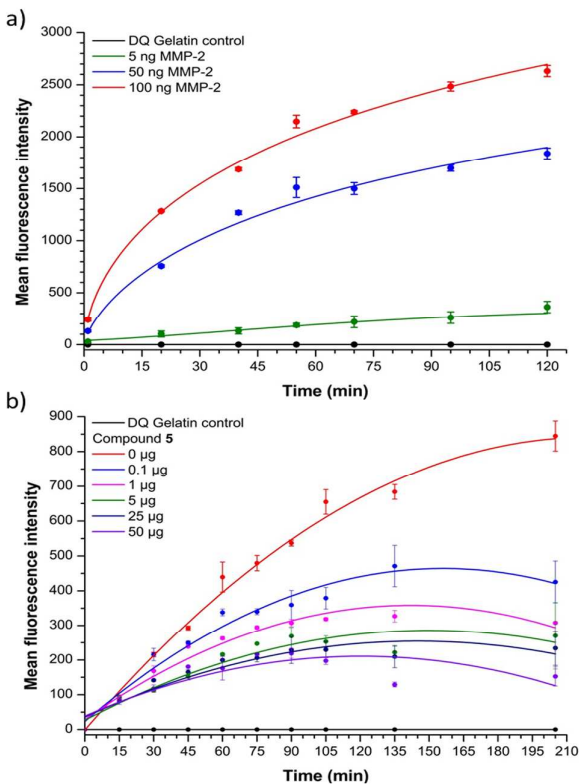 a)
3000
2500
2000
1500
1000
500
0
Mean fluorescence intensity
DQ Gelatin control
5 ng MMP-2
50 ng MMP-2
100 ng MMP-2
0 15 30 45 60 75 90 105 120
Time (min)
b)
900
800
700
600
500
400
300
200
100
0
Mean fluorescence intensity
DQ Gelatin control
Compound 5
0 µg
0.1 µg
1 µg
5 µg
25 µg
50 µg
0 15 30 45 60 75 90 105 120 135 150 165 180 195 210
Time (min)